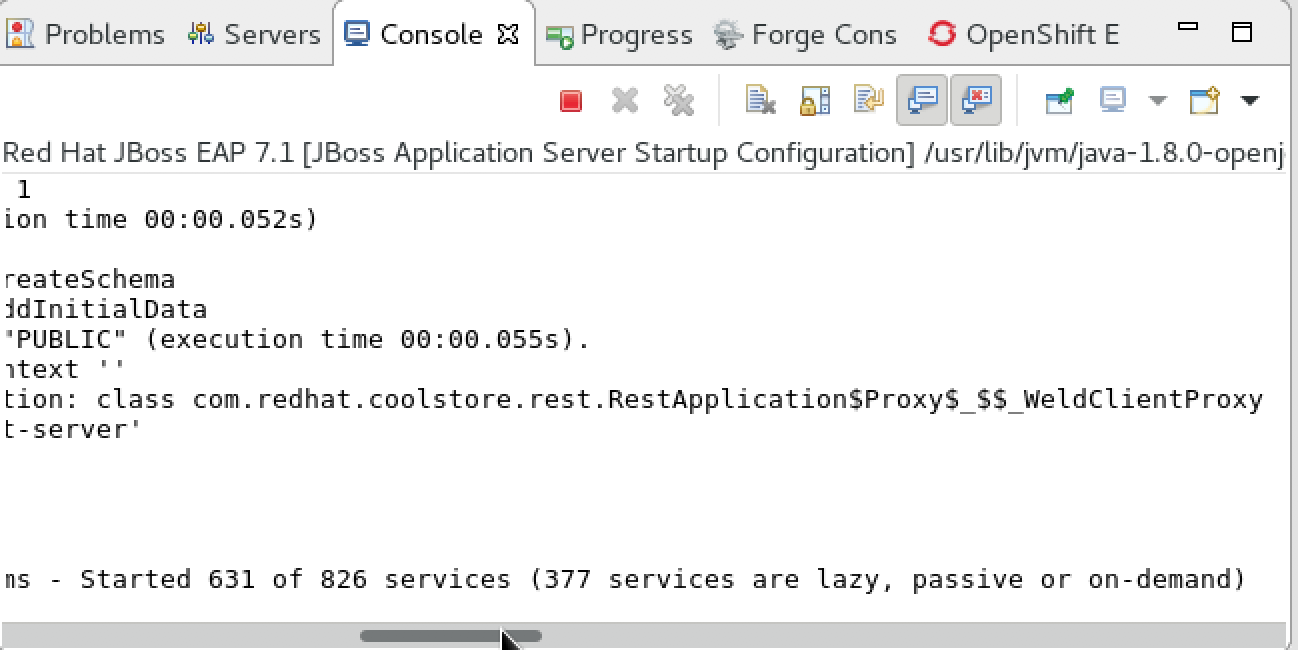 Problems Servers Console Progress Forge Cons OpenShift E
Red Hat JBoss EAP 7.1 [JBoss Application Server Startup Configuration] /usr/lib/jvm/java-1.8.0-openj
1
ion time 00:00.052s)
reateSchema
ddInitialData
"PUBLIC" (execution time 00:00.055s).
ntext ''
tion: class com.redhat.coolstore.rest.RestApplication$Proxy$_$$_WeldClientProxy
t-server'
ms - Started 631 of 826 services (377 services are lazy, passive or on-demand)